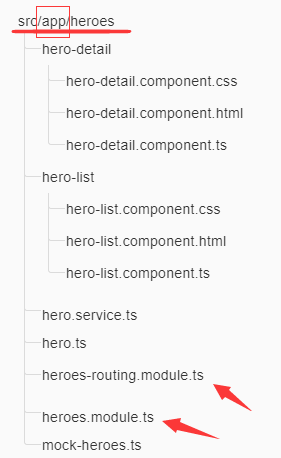 src/app/heroes
hero-detail
hero-detail.component.css
hero-detail.component.html
hero-detail.component.ts
hero-list
hero-list.component.css
hero-list.component.html
hero-list.component.ts
hero.service.ts
hero.ts
heroes-routing.module.ts
heroes.module.ts
mock-heroes.ts